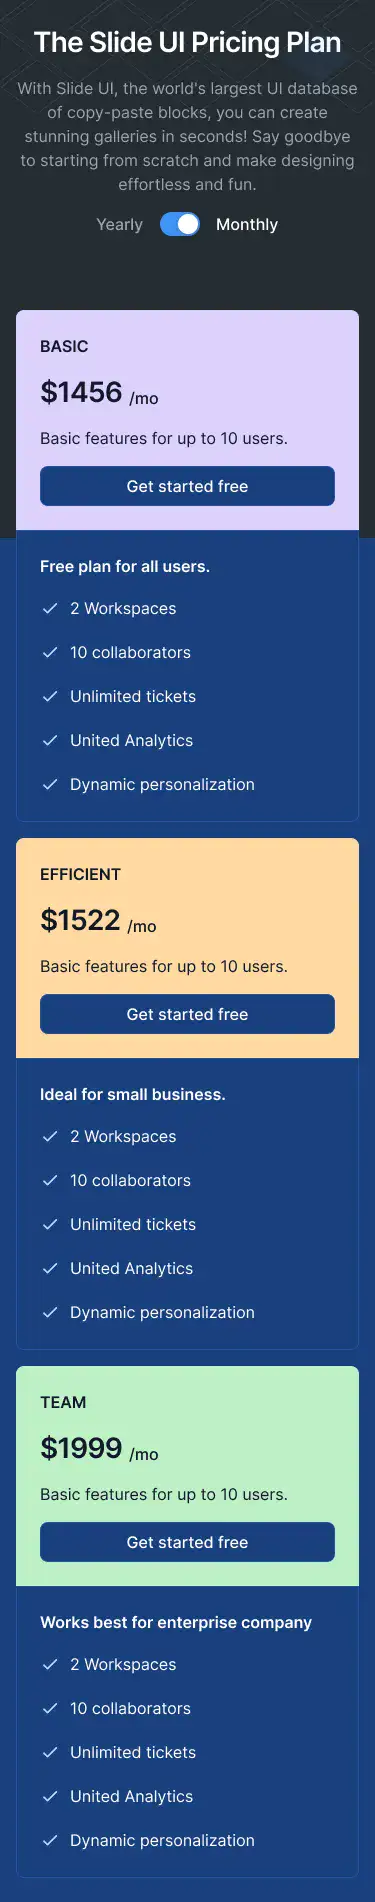 The Slide UI Pricing Plan
With Slide UI, the world's largest UI database
of copy-paste blocks, you can create
stunning galleries in seconds! Say goodbye
to starting from scratch and make designing
effortless and fun.
Yearly Monthly
BASIC
$1456 /mo
Basic features for up to 10 users.
Get started free
Free plan for all users.
2 Workspaces
10 collaborators
Unlimited tickets
United Analytics
Dynamic personalization
EFFICIENT
$1522 /mo
Basic features for up to 10 users.
Get started free
Ideal for small business.
2 Workspaces
10 collaborators
Unlimited tickets
United Analytics
Dynamic personalization
TEAM
$1999 /mo
Basic features for up to 10 users.
Get started free
Works best for enterprise company
2 Workspaces
10 collaborators
Unlimited tickets
United Analytics
Dynamic personalization